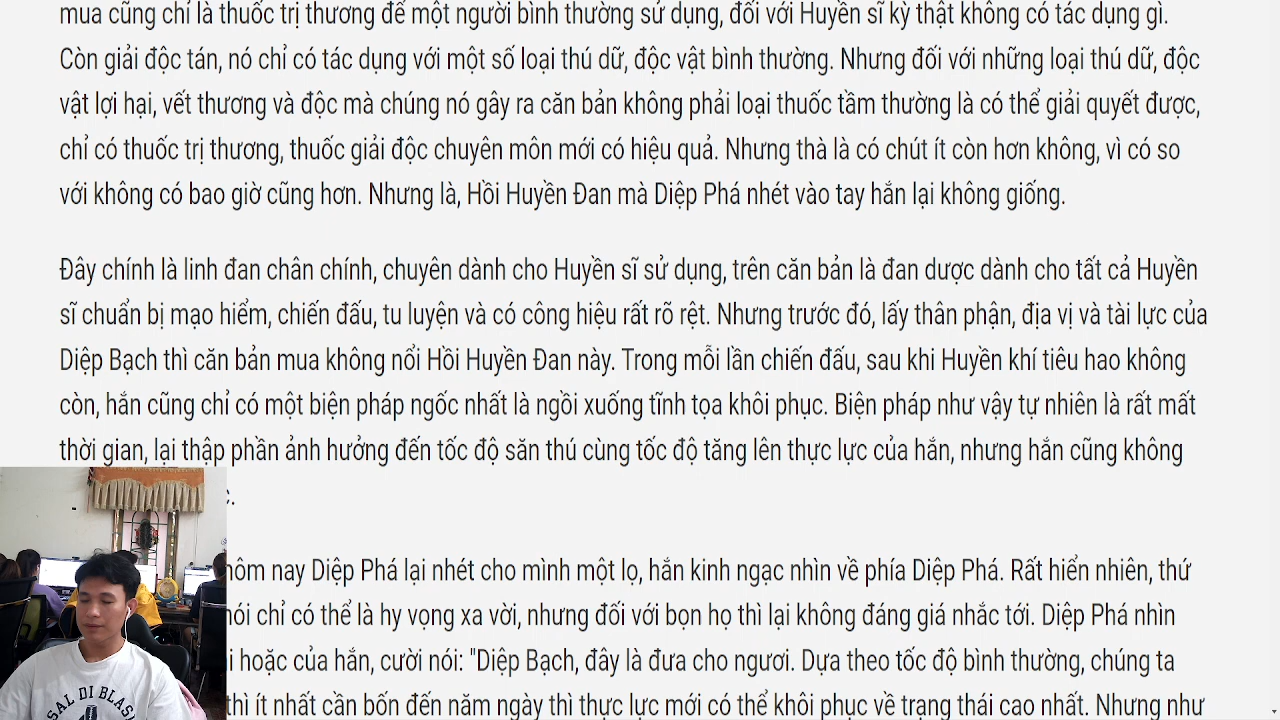 mua cũng chỉ là thuốc trị thương để một người bình thường sử dụng, đối với Huyền sĩ kỳ thật không có tác dụng gì.
Còn giải độc tán, nó chỉ có tác dụng với một số loại thú dữ, độc vật bình thường. Nhưng đối với những loại thú dữ, độc
vật lợi hại, vết thương và độc mà chúng nó gây ra căn bản không phải loại thuốc tầm thường là có thể giải quyết được,
chỉ có thuốc trị thương, thuốc giải độc chuyên môn mới có hiệu quả. Nhưng thà là có chút ít còn hơn không, vì có so
với không có bao giờ cũng hơn. Nhưng là, Hồi Huyền Đan mà Diệp Phá nhét vào tay hắn lại không giống.
Đây chính là linh đan chân chính, chuyên dành cho Huyền sĩ sử dụng, trên căn bản là đan dược dành cho tất cả Huyền
sĩ chuẩn bị mạo hiểm, chiến đấu, tu luyện và có công hiệu rất rõ rệt. Nhưng trước đó, lấy thân phận, địa vị và tài lực của
Diệp Bạch thì căn bản mua không nổi Hồi Huyền Đan này. Trong mỗi lần chiến đấu, sau khi Huyền khí tiêu hao không
còn, hắn cũng chỉ có một biện pháp ngốc nhất là ngồi xuống tĩnh tọa khôi phục. Biện pháp như vậy tự nhiên là rất mất
thời gian, lại thập phần ảnh hưởng đến tốc độ săn thú cùng tốc độ tăng lên thực lực của hắn, nhưng hắn cũng không
c.
hôm nay Diệp Phá lại nhét cho mình một lọ, hắn kinh ngạc nhìn về phía Diệp Phá. Rất hiển nhiên, thứ
nói chỉ có thể là hy vọng xa vời, nhưng đối với bọn họ thì lại không đáng giá nhắc tới. Diệp Phá nhìn
i hoặc của hắn, cười nói: "Diệp Bạch, đây là đưa cho ngươi. Dựa theo tốc độ bình thường, chúng ta
thì ít nhất cần bốn đến năm ngày thì thực lực mới có thể khôi phục về trạng thái cao nhất. Nhưng như
SAL DI BLAS